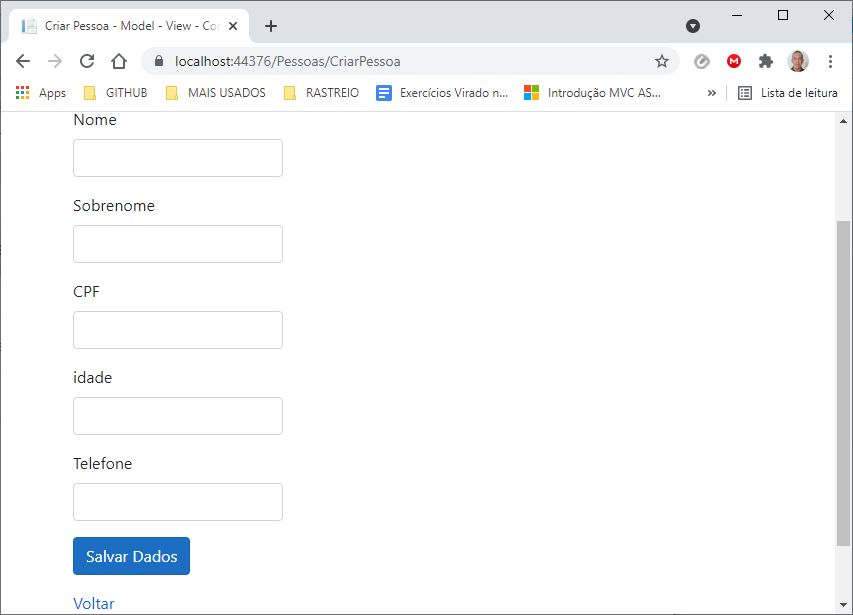 Criar Pessoa - Model - View - Co
localhost:44376/Pessoas/CriarPessoa
M
Apps GITHUB MAIS USADOS RASTREIO Exercícios Virado n... Introdução MVC AS... » Lista de leitura
Nome
Sobrenome
CPF
idade
Telefone
Salvar Dados
Voltar